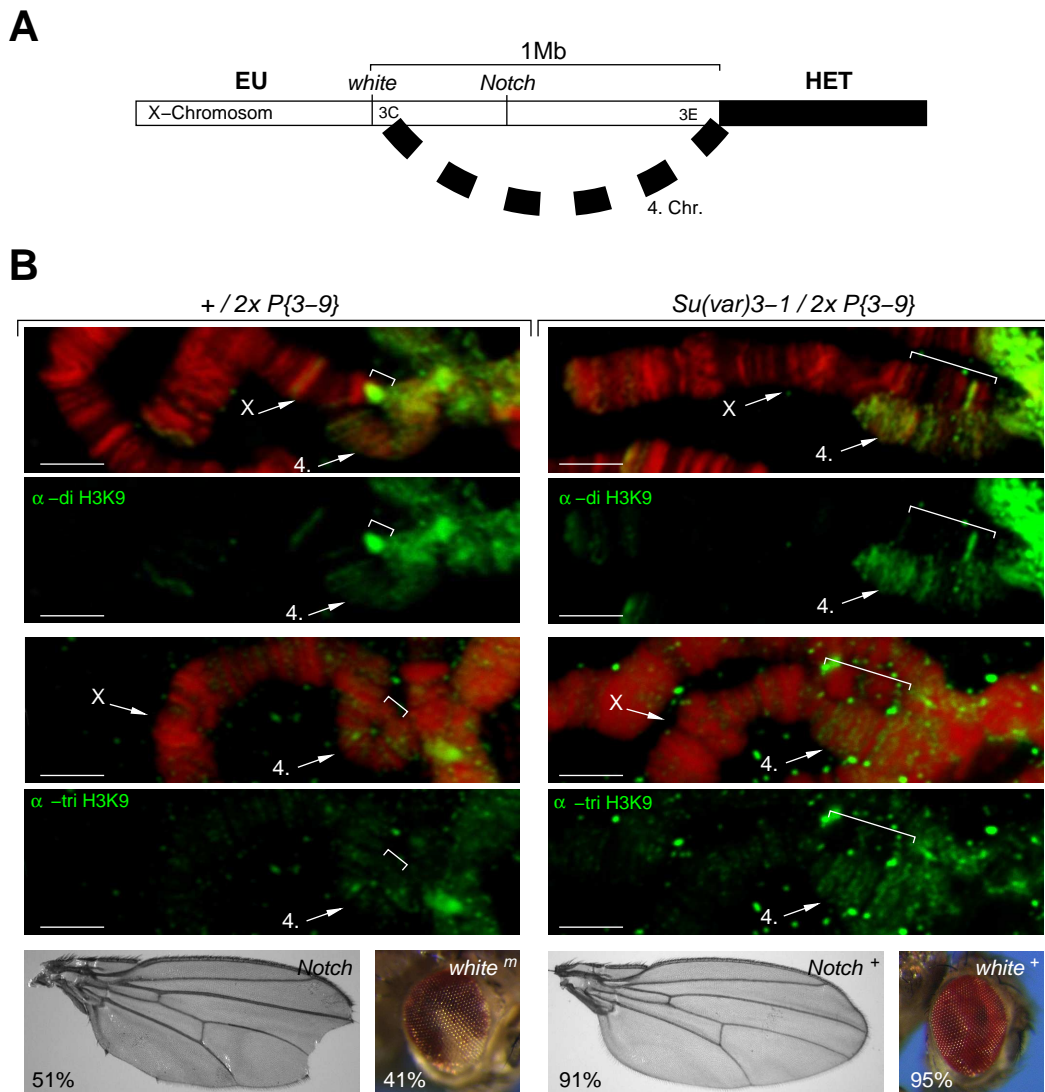 A
1Mb
EU
white
Notch
HET
X−Chromosom
3C
3E
4. Chr.
B
+ / 2x P{3−9}
Su(var)3−1 / 2x P{3−9}
X
4.
X
4.
α −di H3K9
4.
α −di H3K9
4.
X
4.
X
4.
α −tri H3K9
4.
α −tri H3K9
4.
Notch
51%
white m
41%
Notch +
91%
white +
95%